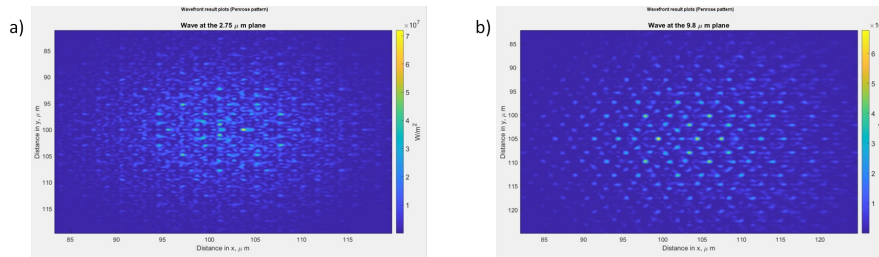 a)
Wavefront result plots (Penrose pattern)
Wave at the 2.75 μ m plane
×10⁷
Distance in y, μ m
85
90
95
100
105
110
115
85 90 95 100 105 110 115
Distance in x, μ m
7
6
5
4
3
2
1
W/m²
b)
Wavefront result plots (Penrose pattern)
Wave at the 9.8 μ m plane
Distance in y, μ m
85
90
95
100
105
110
115
120
85 90 95 100 105 110 115 120
Distance in x, μ m
6
5
4
3
2
1